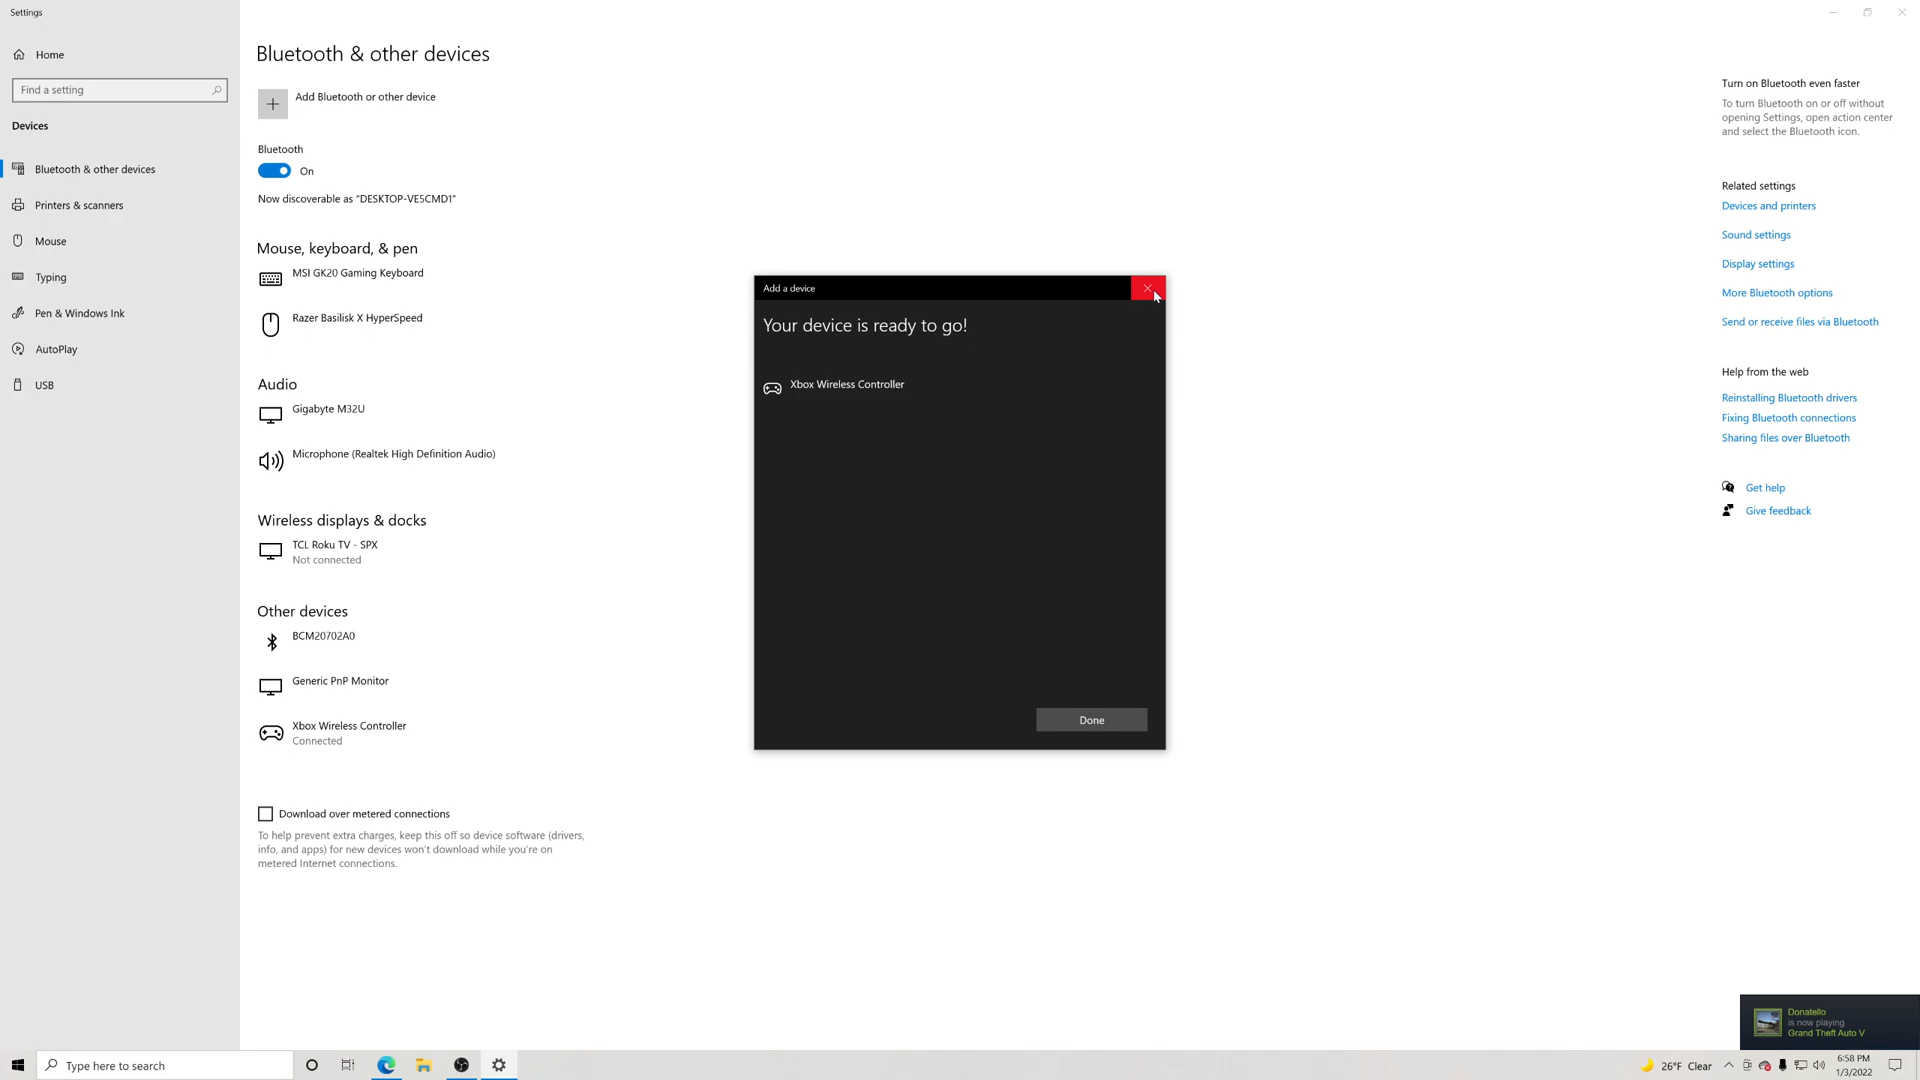 Settings
Home
Find a setting
Devices
Bluetooth & other devices
Printers & scanners
Mouse
Typing
Pen & Windows Ink
AutoPlay
USB
Bluetooth & other devices
Add Bluetooth or other device
Bluetooth
On
Now discoverable as “DESKTOP-VE5CMD1”
Mouse, keyboard, & pen
MSI GK20 Gaming Keyboard
Razer Basilisk X HyperSpeed
Audio
Gigabyte M32U
Microphone (Realtek High Definition Audio)
Wireless displays & docks
TCL Roku TV - SPX
Not connected
Other devices
BCM20702A0
Generic PnP Monitor
Xbox Wireless Controller
Connected
Download over metered connections
To help prevent extra charges, keep this off so device software (drivers,
info, and apps) for new devices won’t download while you’re on
metered Internet connections.
Add a device
Your device is ready to go!
Xbox Wireless Controller
Done
Turn on Bluetooth even faster
To turn Bluetooth on or off without
opening Settings, open action center
and select the Bluetooth icon.
Related settings
Devices and printers
Sound settings
Display settings
More Bluetooth options
Send or receive files via Bluetooth
Help from the web
Reinstalling Bluetooth drivers
Fixing Bluetooth connections
Sharing files over Bluetooth
Get help
Give feedback
Donatello
is now playing
Grand Theft Auto V
Type here to search
26°F Clear
6:58 PM
1/3/2022